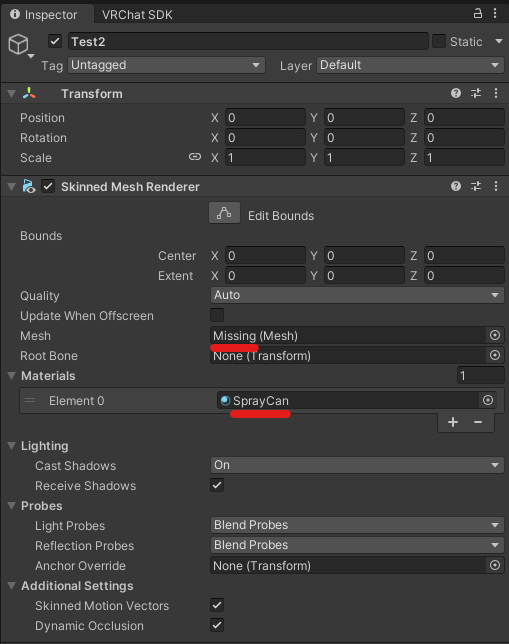 Inspector VRChat SDK
Test2 Static
Tag Untagged Layer Default
Transform
Position X 0 Y 0 Z 0
Rotation X 0 Y 0 Z 0
Scale X 1 Y 1 Z 1
Skinned Mesh Renderer
Edit Bounds
Bounds
Center X 0 Y 0 Z 0
Extent X 0 Y 0 Z 0
Quality Auto
Update When Offscreen
Mesh Missing (Mesh)
Root Bone None (Transform)
Materials 1
Element 0 SprayCan
+ −
Lighting
Cast Shadows On
Receive Shadows
Probes
Light Probes Blend Probes
Reflection Probes Blend Probes
Anchor Override None (Transform)
Additional Settings
Skinned Motion Vectors
Dynamic Occlusion